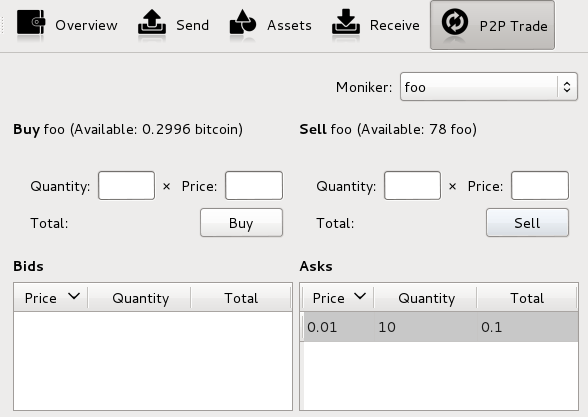 Overview Send Assets Receive P2P Trade
Moniker: foo
Buy foo (Available: 0.2996 bitcoin) Sell foo (Available: 78 foo)
Quantity: × Price: Quantity: × Price:
Total: Buy Total: Sell
Bids Asks
Price Quantity Total Price Quantity Total
0.01 10 0.1